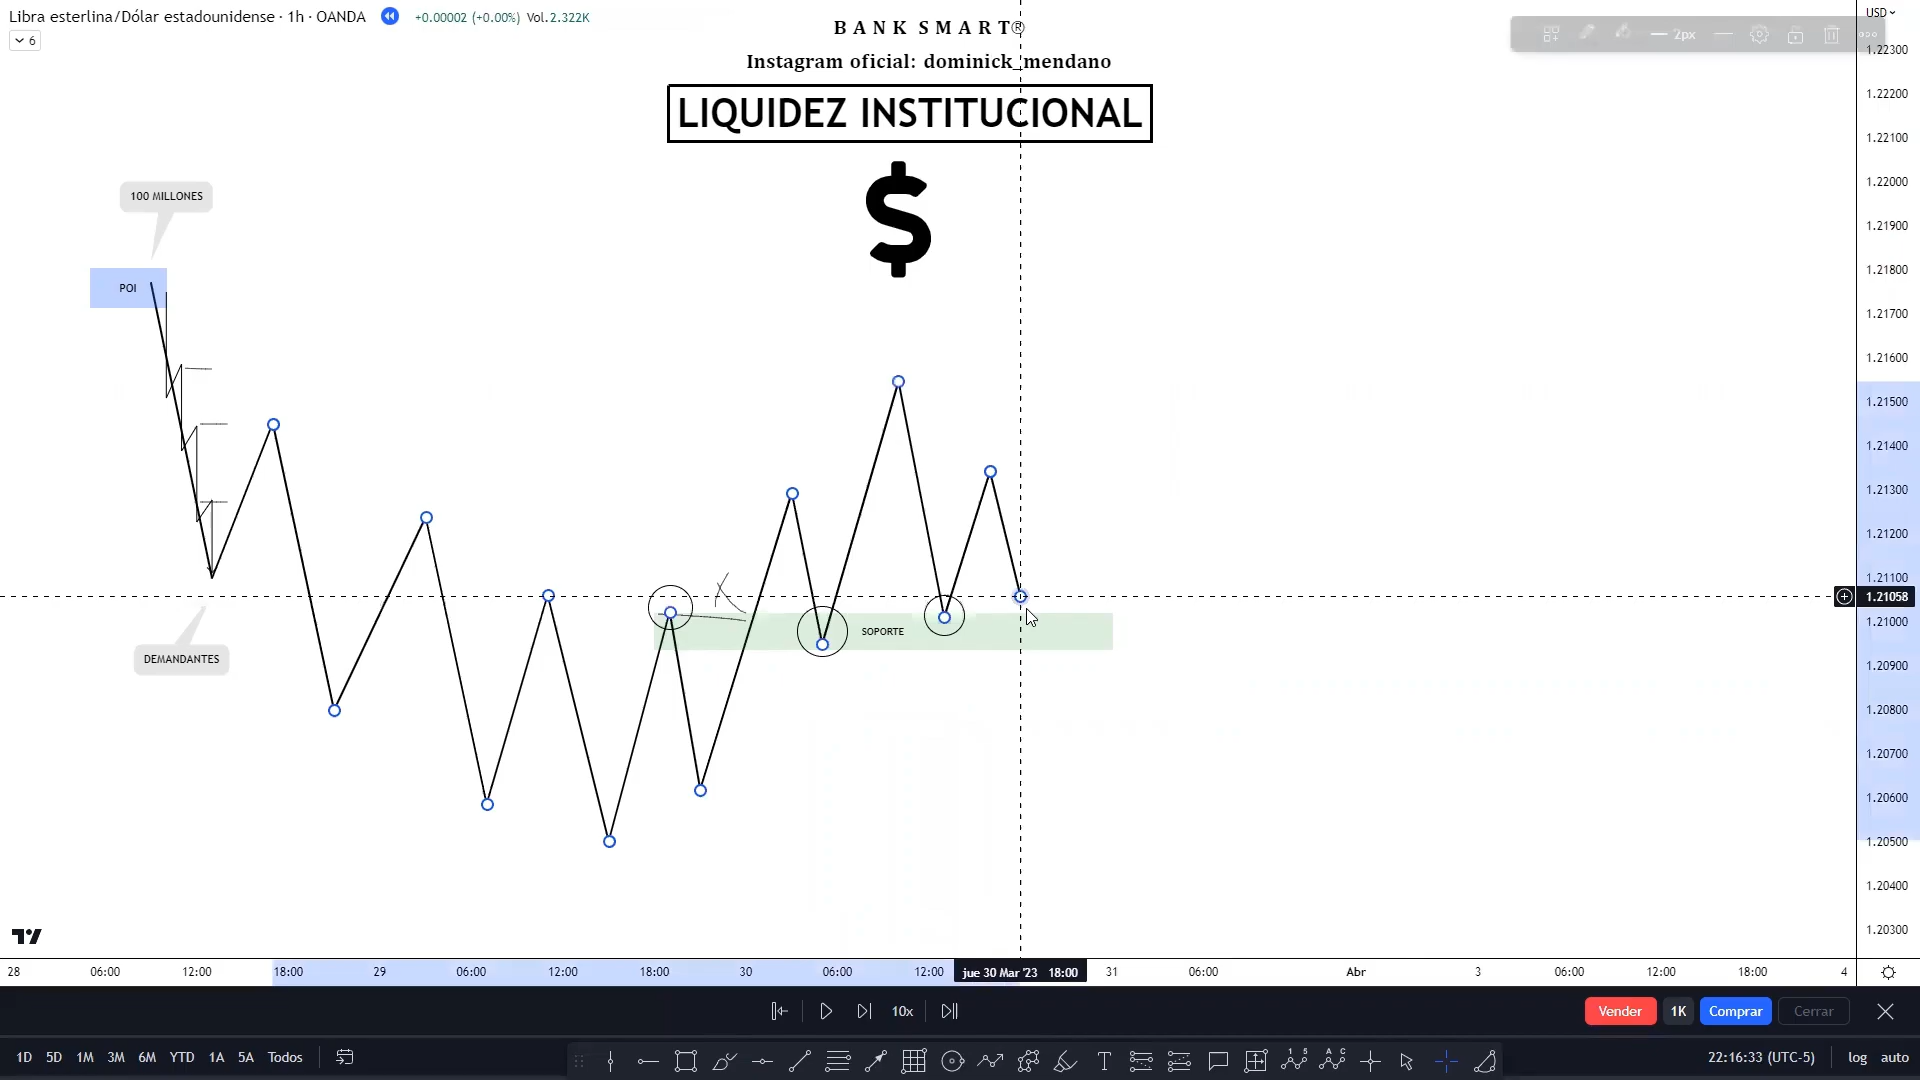 Libra esterlina/Dólar estadounidense · 1h · OANDA
+0.00002 (+0.00%) Vol.2.322K
6
B A N K S M A R T®
Instagram oficial: dominick_mendano
LIQUIDEZ INSTITUCIONAL
$
2px
USD
1.22300
1.22200
1.22100
1.22000
1.21900
1.21800
1.21700
1.21600
1.21500
1.21400
1.21300
1.21200
1.21100
1.21058
1.21000
1.20900
1.20800
1.20700
1.20600
1.20500
1.20400
1.20300
100 MILLONES
POI
SOPORTE
DEMANDANTES
28
06:00
12:00
18:00
29
06:00
12:00
18:00
30
06:00
12:00
jue 30 Mar '23 18:00
31
06:00
Abr
3
06:00
12:00
18:00
4
10x
Vender
1K
Comprar
Cerrar
1D 5D 1M 3M 6M YTD 1A 5A Todos
22:16:33 (UTC-5)
log auto